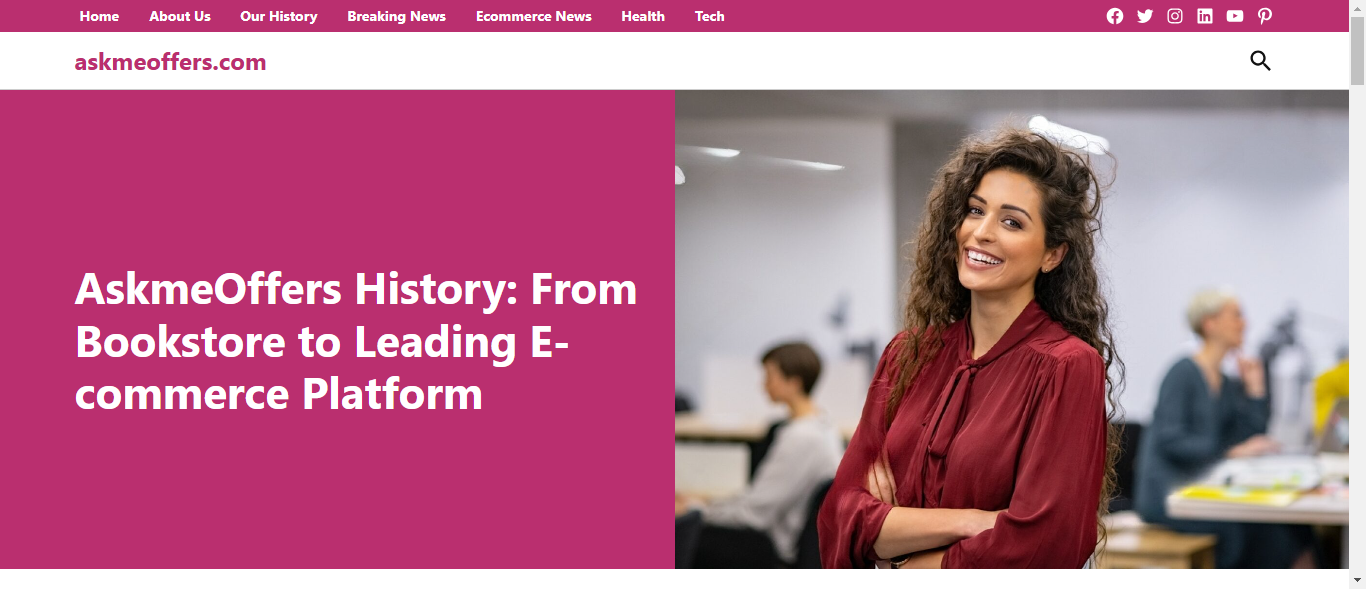 Home About Us Our History Breaking News Ecommerce News Health Tech
askmeoffers.com
AskmeOffers History: From
Bookstore to Leading E-
commerce Platform